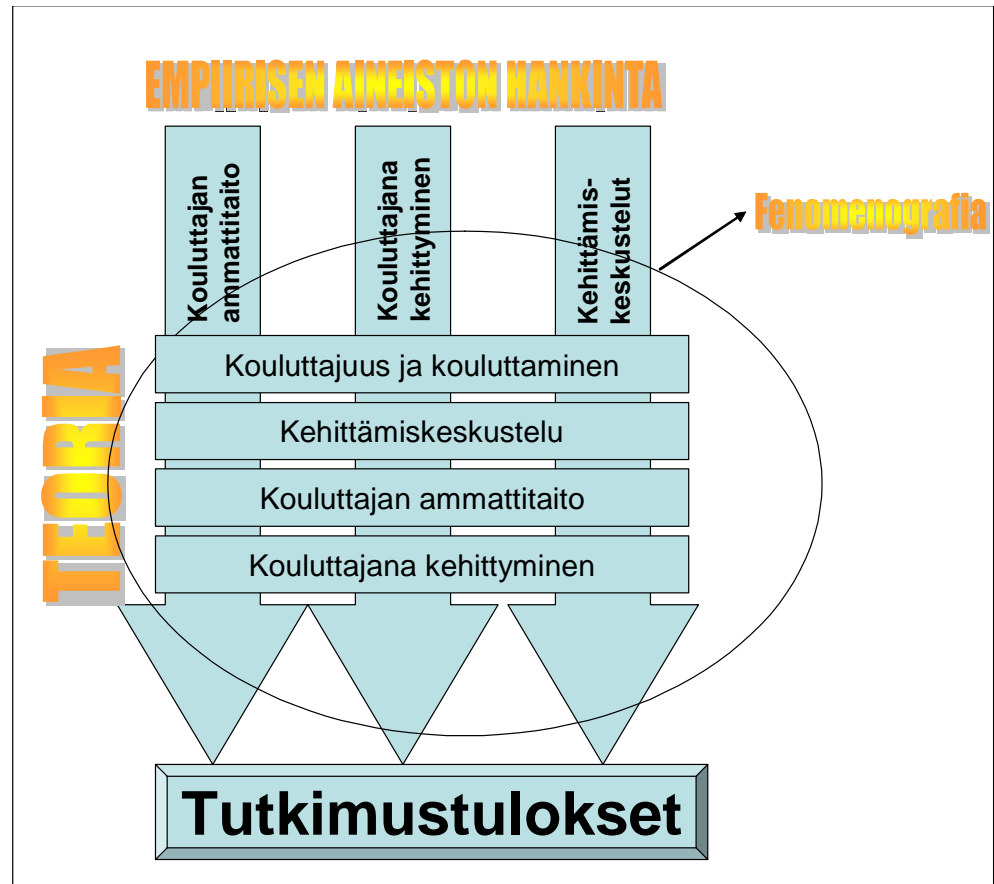 EMPIIRISEN AINEISTON HANKINTA
Kouluttajan
ammattitaito
Kouluttajana
kehittyminen
Kehittämis-
keskustelut
Fenomenografia
TEORIA
Kouluttajuus ja kouluttaminen
Kehittämiskeskustelu
Kouluttajan ammattitaito
Kouluttajana kehittyminen
Tutkimustulokset